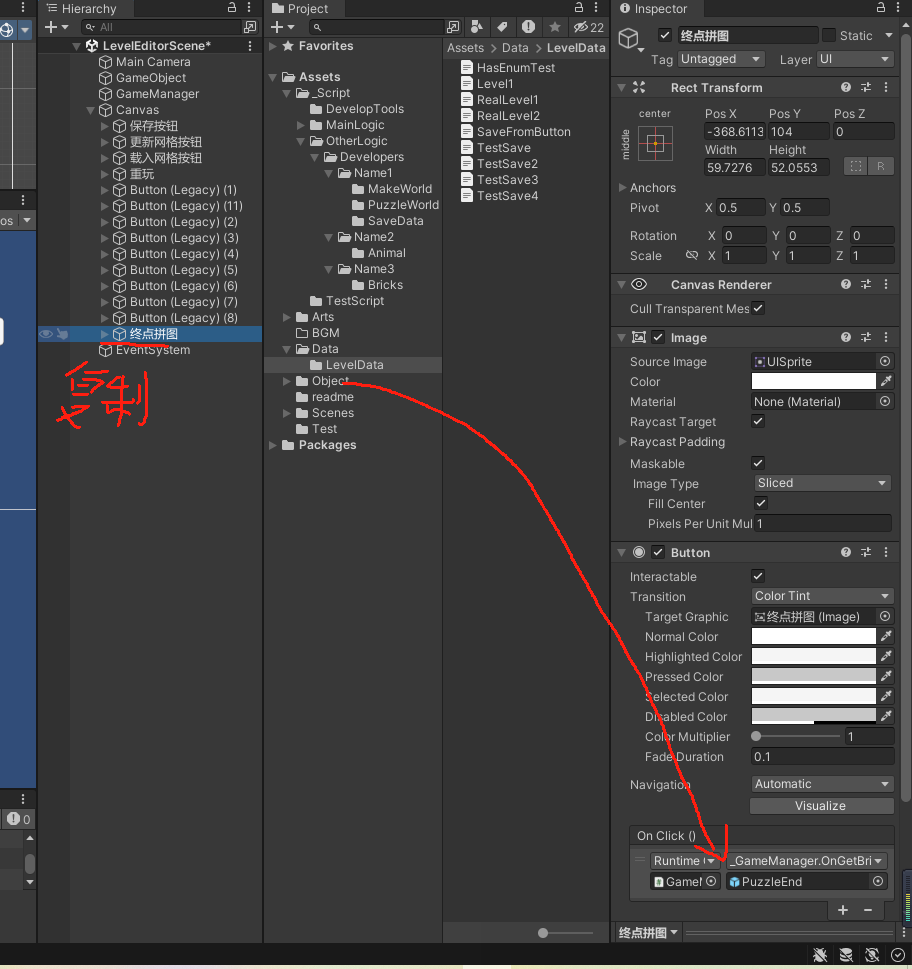 Hierarchy
All
LevelEditorScene*
Main Camera
GameObject
GameManager
Canvas
保存按钮
更新网格按钮
载入网格按钮
重玩
Button (Legacy) (1)
Button (Legacy) (11)
Button (Legacy) (2)
Button (Legacy) (3)
Button (Legacy) (4)
Button (Legacy) (5)
Button (Legacy) (6)
Button (Legacy) (7)
Button (Legacy) (8)
终点拼图
EventSystem
复制
os
0
Project
22
Favorites
Assets
_Script
DevelopTools
MainLogic
OtherLogic
Developers
Name1
MakeWorld
PuzzleWorld
SaveData
Name2
Animal
Name3
Bricks
TestScript
Arts
BGM
Data
LevelData
Object
readme
Scenes
Test
Packages
Assets > Data > LevelData
HasEnumTest
Level1
RealLevel1
RealLevel2
SaveFromButton
TestSave
TestSave2
TestSave3
TestSave4
Inspector
终点拼图 Static
Tag Untagged Layer UI
Rect Transform
center Pos X Pos Y Pos Z
middle -368.6113 104 0
Width Height
59.7276 52.0553 R
Anchors
Pivot X 0.5 Y 0.5
Rotation X 0 Y 0 Z 0
Scale X 1 Y 1 Z 1
Canvas Renderer
Cull Transparent Mes
Image
Source Image UISprite
Color
Material None (Material)
Raycast Target
Raycast Padding
Maskable
Image Type Sliced
Fill Center
Pixels Per Unit Mul 1
Button
Interactable
Transition Color Tint
Target Graphic 终点拼图 (Image)
Normal Color
Highlighted Color
Pressed Color
Selected Color
Disabled Color
Color Multiplier 1
Fade Duration 0.1
Navigation Automatic
Visualize
On Click ()
Runtime _GameManager.OnGetBri
GameM PuzzleEnd
+ −
终点拼图